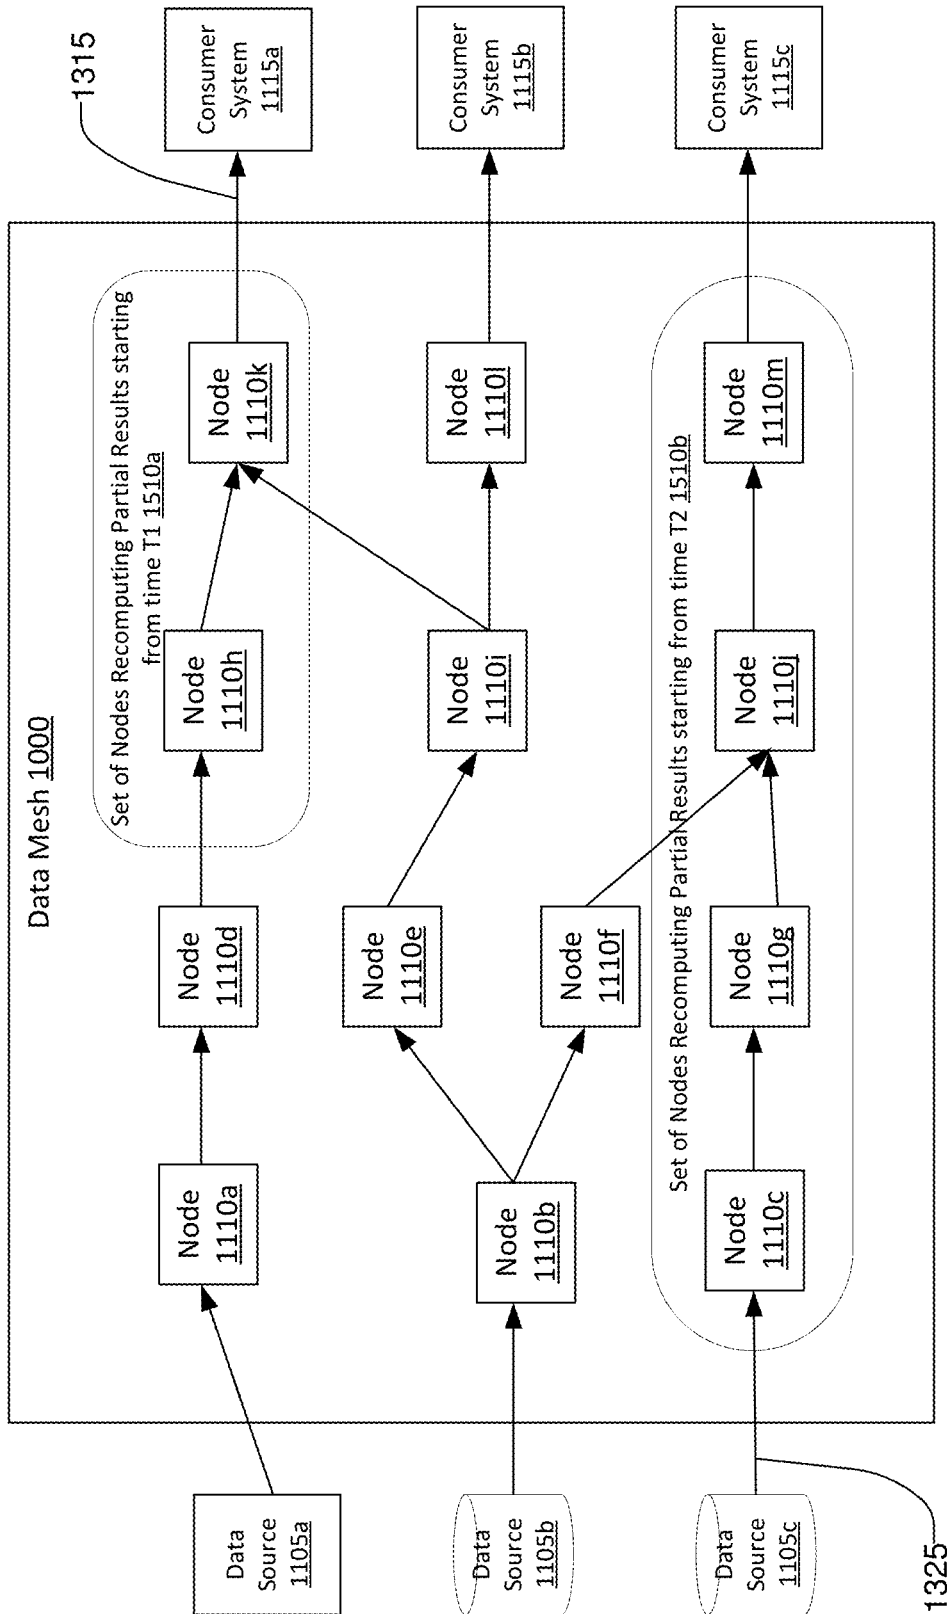 Data Mesh 1000
1315
Set of Nodes Recomputing Partial Results starting
from time T1 1510a
Data
Source
1105a
Node
1110a
Node
1110d
Node
1110h
Node
1110k
Consumer
System
1115a
Data
Source
1105b
Node
1110b
Node
1110e
Node
1110f
Node
1110i
Node
1110l
Consumer
System
1115b
Set of Nodes Recomputing Partial Results starting from time T2 1510b
Data
Source
1105c
Node
1110c
Node
1110g
Node
1110j
Node
1110m
Consumer
System
1115c
1325